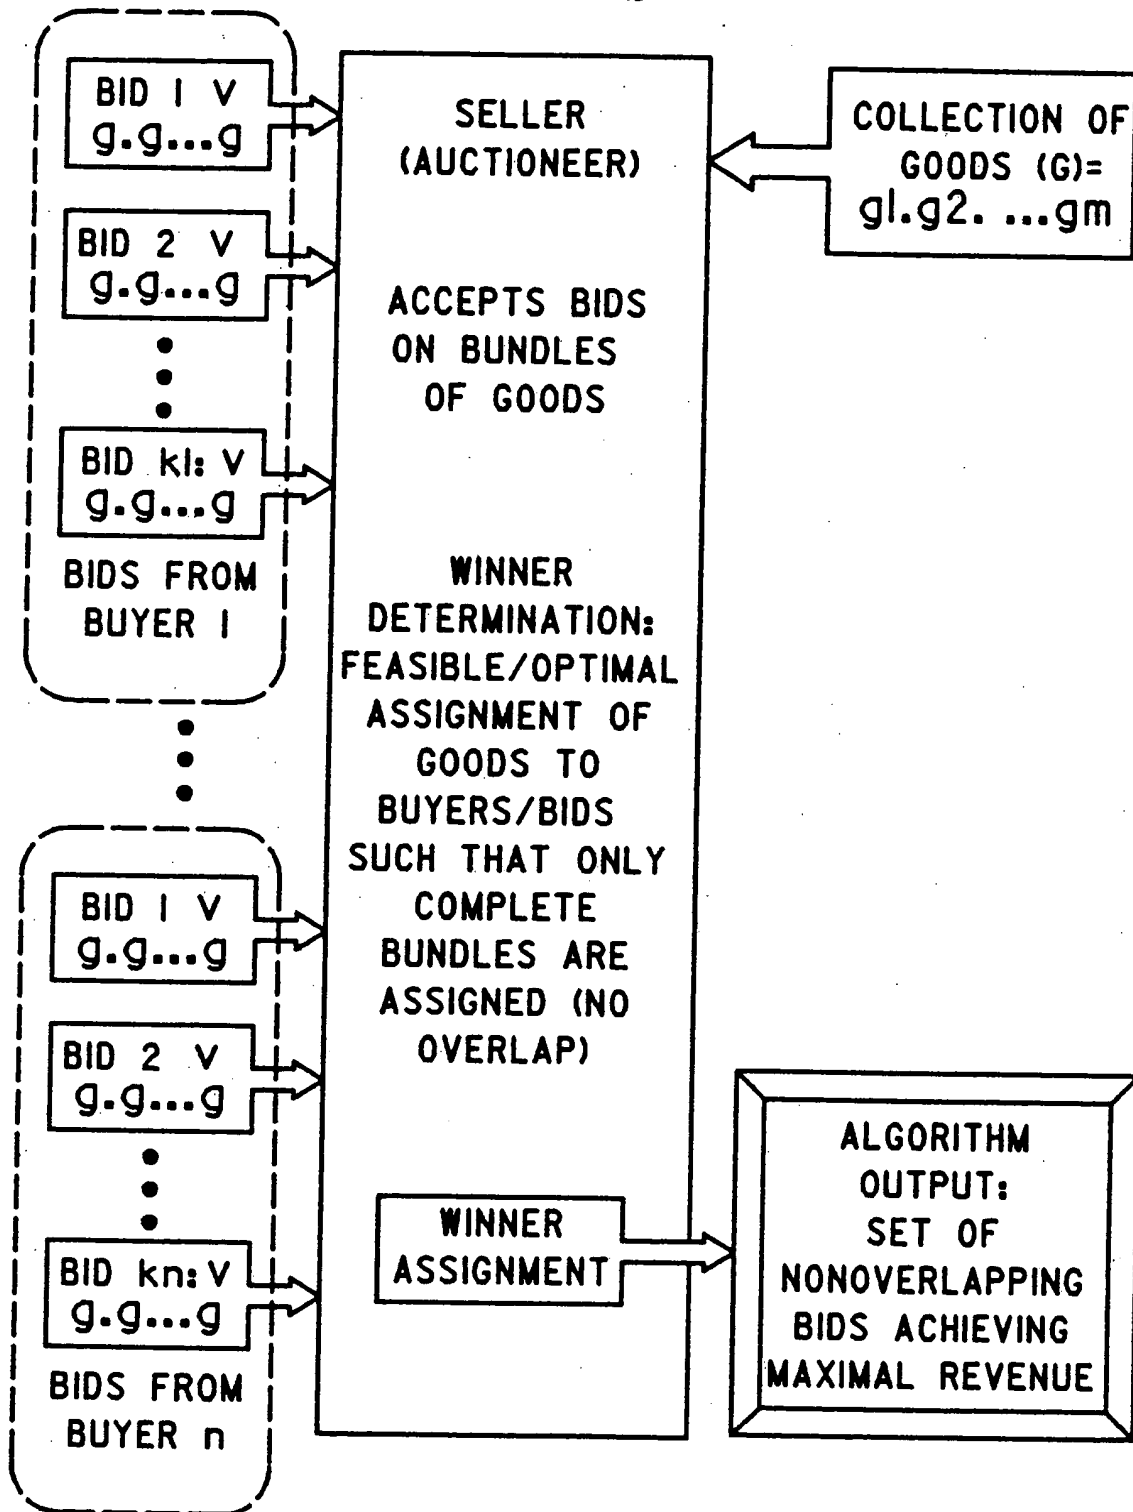 BID 1 V
g.g...g
BID 2 V
g.g...g
BID k1: V
g.g...g
BIDS FROM
BUYER 1
BID 1 V
g.g...g
BID 2 V
g.g...g
BID kn: V
g.g...g
BIDS FROM
BUYER n
SELLER
(AUCTIONEER)
ACCEPTS BIDS
ON BUNDLES
OF GOODS
WINNER
DETERMINATION:
FEASIBLE/OPTIMAL
ASSIGNMENT OF
GOODS TO
BUYERS/BIDS
SUCH THAT ONLY
COMPLETE
BUNDLES ARE
ASSIGNED (NO
OVERLAP)
WINNER
ASSIGNMENT
COLLECTION OF
GOODS (G)=
g1.g2. ...gm
ALGORITHM
OUTPUT:
SET OF
NONOVERLAPPING
BIDS ACHIEVING
MAXIMAL REVENUE